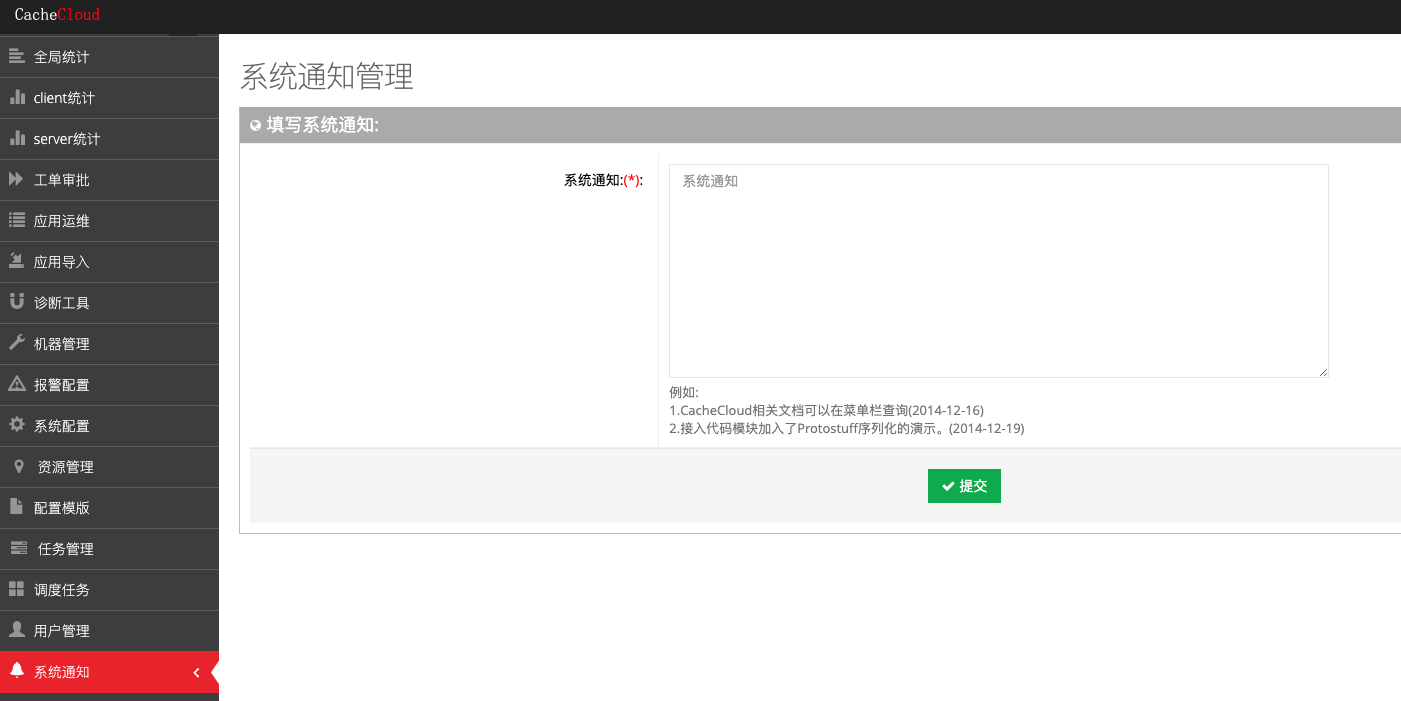 CacheCloud
全局统计
client统计
server统计
工单审批
应用运维
应用导入
诊断工具
机器管理
报警配置
系统配置
资源管理
配置模版
任务管理
调度任务
用户管理
系统通知
系统通知管理
填写系统通知:
系统通知:(*):
系统通知
例如:
1.CacheCloud相关文档可以在菜单栏查询(2014-12-16)
2.接入代码模块加入了Protostuff序列化的演示。(2014-12-19)
提交